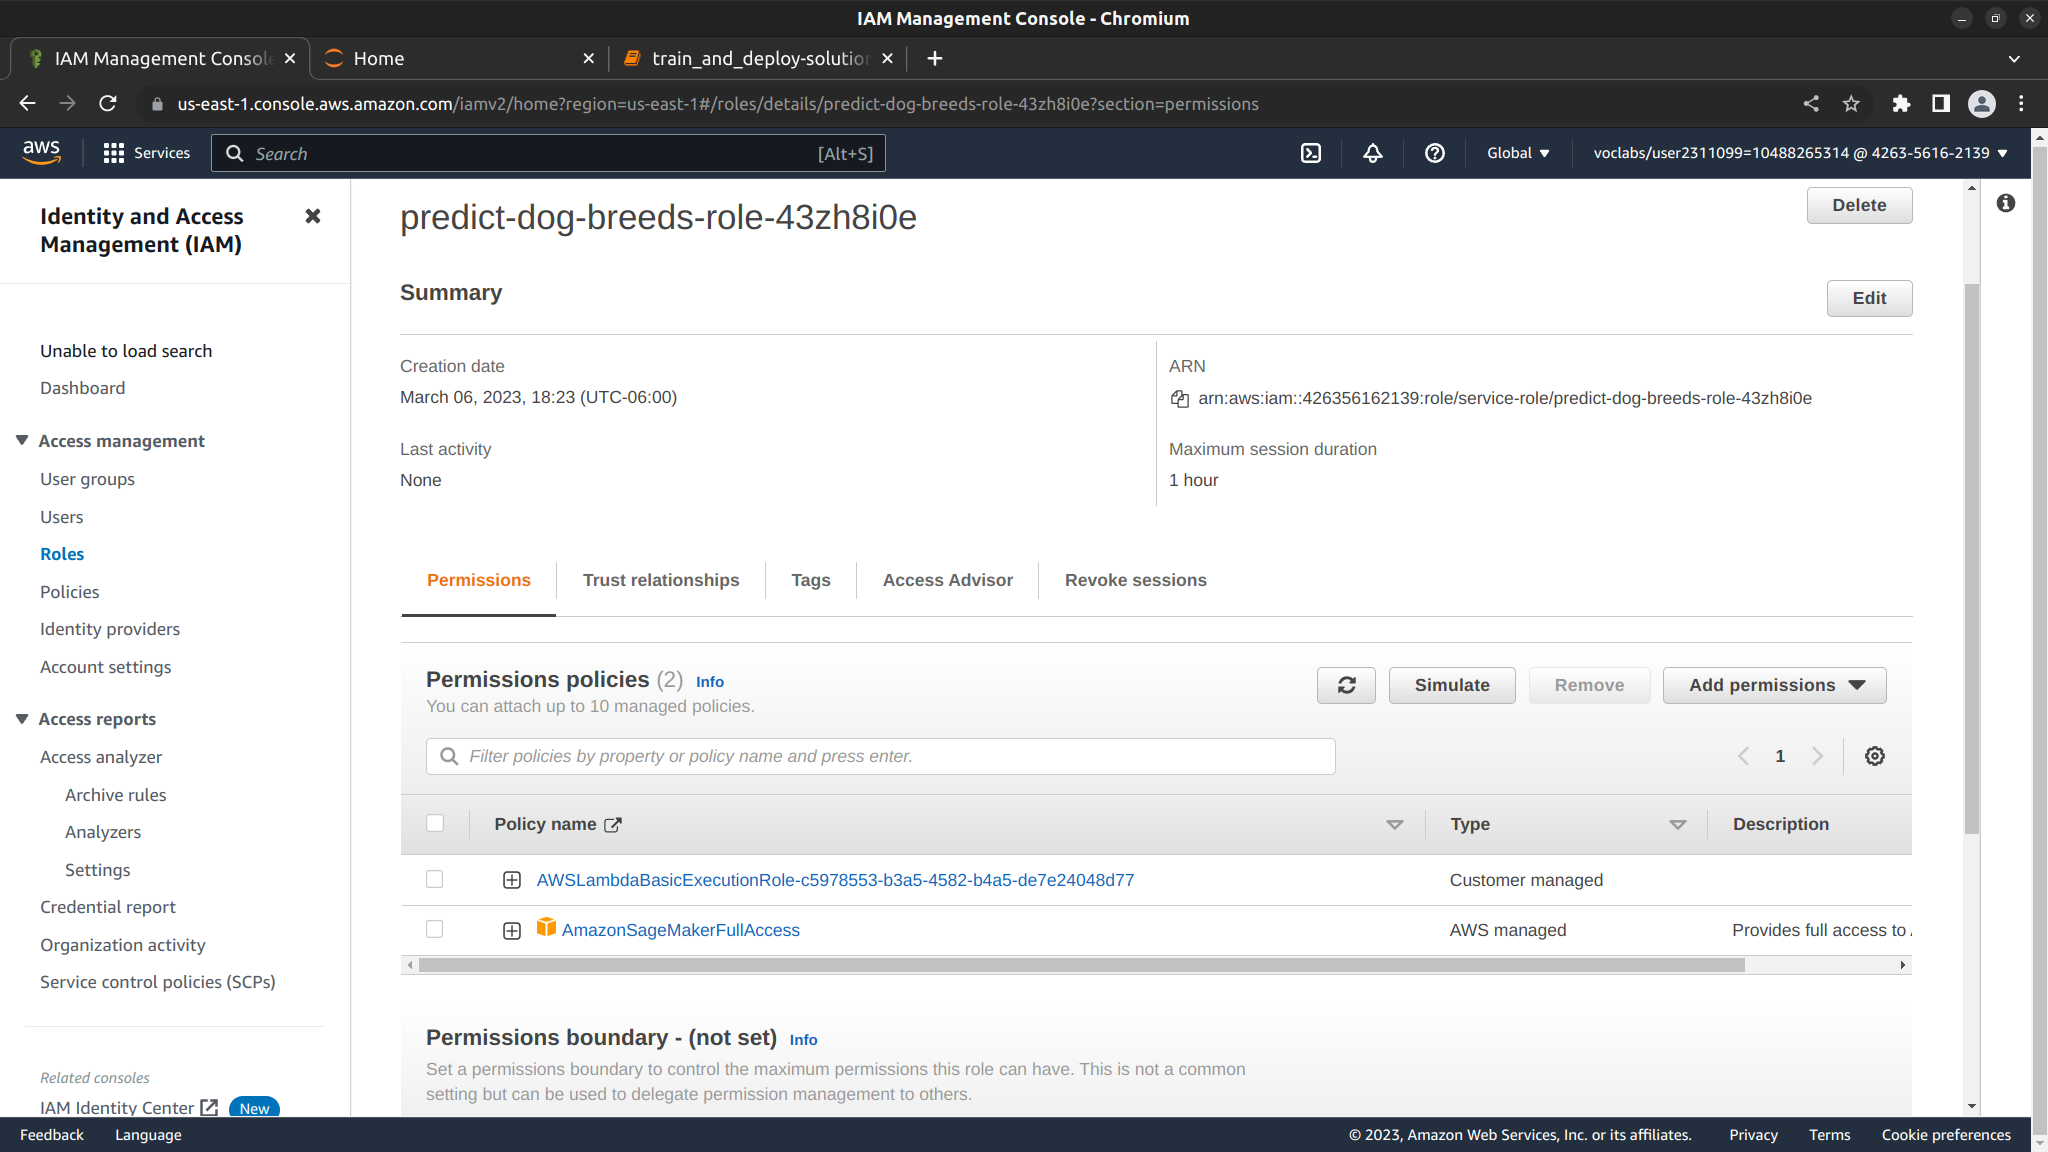 IAM Management Console - Chromium
IAM Management Console
Home
train_and_deploy-solution
us-east-1.console.aws.amazon.com/iamv2/home?region=us-east-1#/roles/details/predict-dog-breeds-role-43zh8i0e?section=permissions
aws
Services
Search
[Alt+S]
Global
voclabs/user2311099=10488265314 @ 4263-5616-2139
Identity and Access
Management (IAM)
Unable to load search
Dashboard
Access management
User groups
Users
Roles
Policies
Identity providers
Account settings
Access reports
Access analyzer
Archive rules
Analyzers
Settings
Credential report
Organization activity
Service control policies (SCPs)
Related consoles
IAM Identity Center
New
predict-dog-breeds-role-43zh8i0e
Delete
Summary
Edit
Creation date
March 06, 2023, 18:23 (UTC-06:00)
ARN
arn:aws:iam::426356162139:role/service-role/predict-dog-breeds-role-43zh8i0e
Last activity
None
Maximum session duration
1 hour
Permissions
Trust relationships
Tags
Access Advisor
Revoke sessions
Permissions policies (2) Info
You can attach up to 10 managed policies.
Simulate
Remove
Add permissions
Filter policies by property or policy name and press enter.
1
Policy name
Type
Description
AWSLambdaBasicExecutionRole-c5978553-b3a5-4582-b4a5-de7e24048d77
Customer managed
AmazonSageMakerFullAccess
AWS managed
Provides full access to
Permissions boundary - (not set) Info
Set a permissions boundary to control the maximum permissions this role can have. This is not a common
setting but can be used to delegate permission management to others.
Feedback
Language
© 2023, Amazon Web Services, Inc. or its affiliates.
Privacy
Terms
Cookie preferences